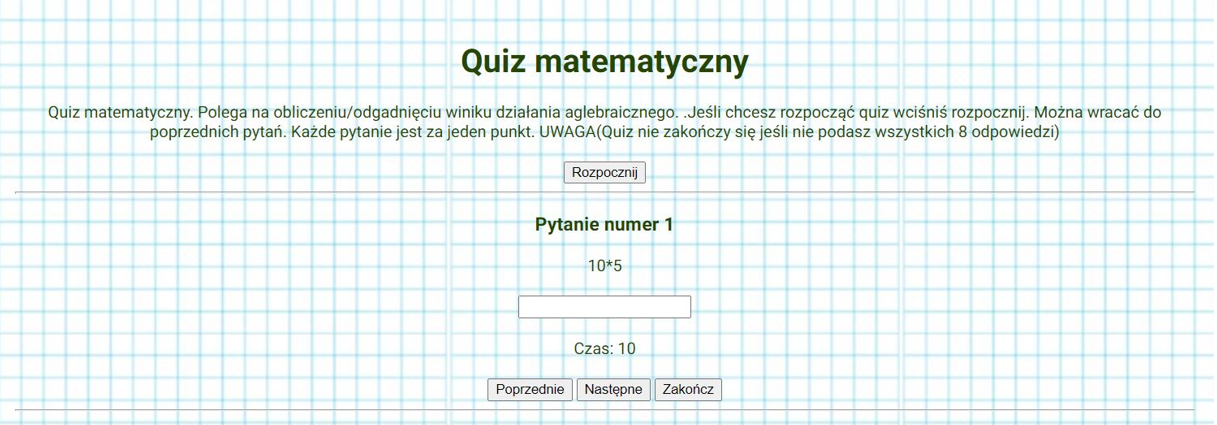 Quiz matematyczny
Quiz matematyczny. Polega na obliczeniu/odgadnięciu winiku działania aglebraicznego. .Jeśli chcesz rozpocząć quiz wciśniś rozpocznij. Można wracać do
poprzednich pytań. Każde pytanie jest za jeden punkt. UWAGA(Quiz nie zakończy się jeśli nie podasz wszystkich 8 odpowiedzi)
Rozpocznij
Pytanie numer 1
10*5
Czas: 10
Poprzednie Następne Zakończ